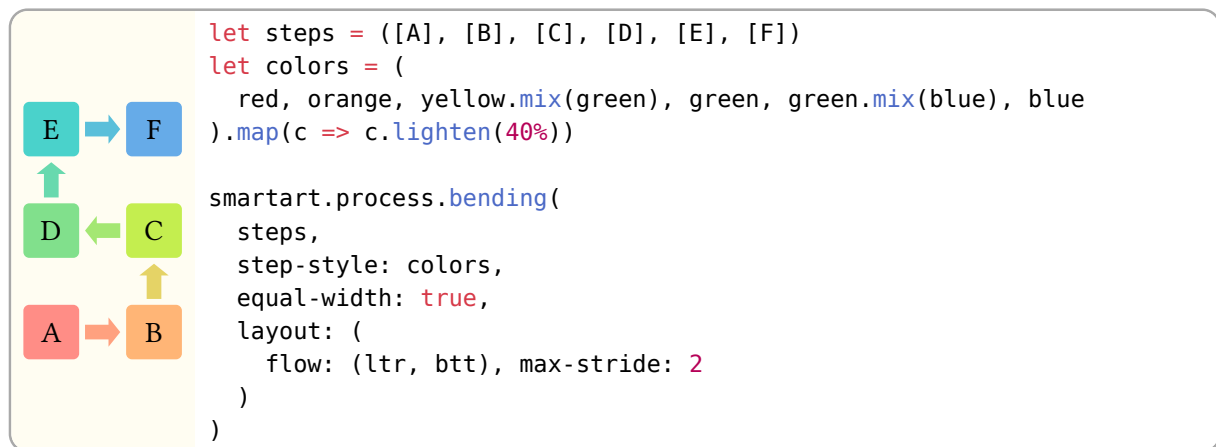 E F
D C
A B
let steps = ([A], [B], [C], [D], [E], [F])
let colors = (
  red, orange, yellow.mix(green), green, green.mix(blue), blue
).map(c => c.lighten(40%))

smartart.process.bending(
  steps,
  step-style: colors,
  equal-width: true,
  layout: (
    flow: (ltr, btt), max-stride: 2
  )
)